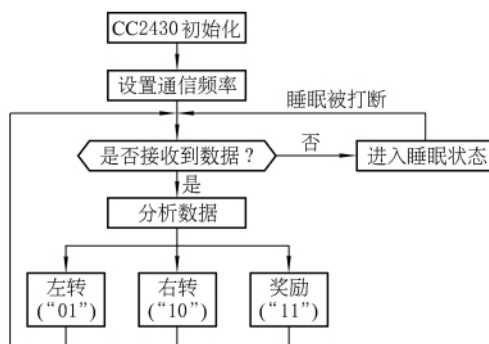 CC2430初始化
设置通信频率
睡眠被打断
是否接收到数据?
否
进入睡眠状态
是
分析数据
左转
(“01”)
右转
(“10”)
奖励
(“11”)